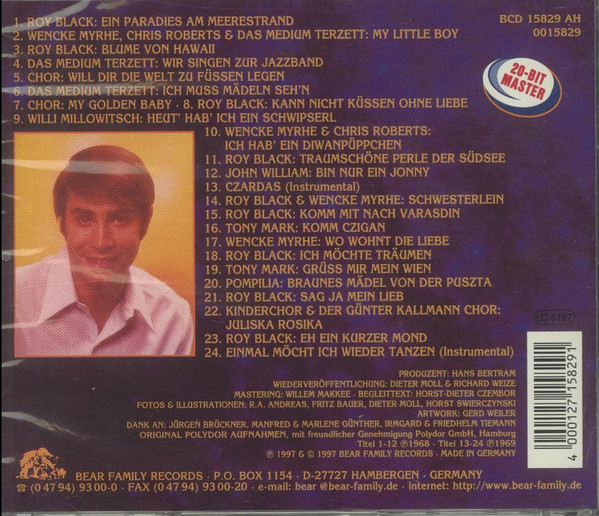 1. ROY BLACK: EIN PARADIES AM MEERESTRAND
2. WENCKE MYRHE, CHRIS ROBERTS & DAS MEDIUM TERZETT: MY LITTLE BOY
3. ROY BLACK: BLUME VON HAWAII
4. DAS MEDIUM TERZETT: WIR SINGEN ZUR JAZZBAND
5. CHOR: WILL DIR DIE WELT ZU FÜSSEN LEGEN
6. DAS MEDIUM TERZETT: ICH MUSS MÄDELN SEH'N
7. CHOR: MY GOLDEN BABY · 8. ROY BLACK: KANN NICHT KÜSSEN OHNE LIEBE
9. WILLI MILLOWITSCH: HEUT' HAB' ICH EIN SCHWIPSERL
BCD 15829 AH
0015829
20-BIT
MASTER
10. WENCKE MYRHE & CHRIS ROBERTS:
ICH HAB' EIN DIWANPÜPPCHEN
11. ROY BLACK: TRAUMSCHÖNE PERLE DER SÜDSEE
12. JOHN WILLIAM: BIN NUR EIN JONNY
13. CZARDAS (Instrumental)
14. ROY BLACK & WENCKE MYRHE: SCHWESTERLEIN
15. ROY BLACK: KOMM MIT NACH VARASDIN
16. TONY MARK: KOMM CZIGAN
17. WENCKE MYRHE: WO WOHNT DIE LIEBE
18. ROY BLACK: ICH MÖCHTE TRÄUMEN
19. TONY MARK: GRÜSS MIR MEIN WIEN
20. POMPILIA: BRAUNES MÄDEL VON DER PUSZTA
21. ROY BLACK: SAG JA MEIN LIEB
22. KINDERCHOR & DER GÜNTER KALLMANN CHOR:
JULISKA ROSIKA
23. ROY BLACK: EH EIN KURZER MOND
24. EINMAL MÖCHT ICH WIEDER TANZEN (Instrumental)
LC 5197
PRODUZENT: HANS BERTRAM
WIEDERVERÖFFENTLICHUNG: DIETER MOLL & RICHARD WEIZE
MASTERING: WILLEM MAKKEE · BEGLEITTEXT: HORST-DIETER CZEMBOR
FOTOS & ILLUSTRATIONEN: R.A. ANDREAS, FRITZ BAUER, DIETER MOLL, HORST SWIERCZYNSKI
ARTWORK: GERD WEILER
DANK AN: JÜRGEN BRÜCKNER, MANFRED & MARLENE GÜNTHER, IRMGARD & FRIEDHELM TIEMANN
ORIGINAL POLYDOR AUFNAHMEN, mit freundlicher Genehmigung Polydor GmbH, Hamburg
Titel 1-12 ℗1968 - Titel 13-24 ℗1969
℗ 1997 & © 1997 BEAR FAMILY RECORDS · MADE IN GERMANY
4 000127 158291
BEAR FAMILY RECORDS · P.O. BOX 1154 · D-27727 HAMBERGEN · GERMANY
☎ (0 47 94) 93 00-0 · FAX (0 47 94) 93 00-20 · e-mail: bear @bear-family.de · internet: http://www.bear-family.de